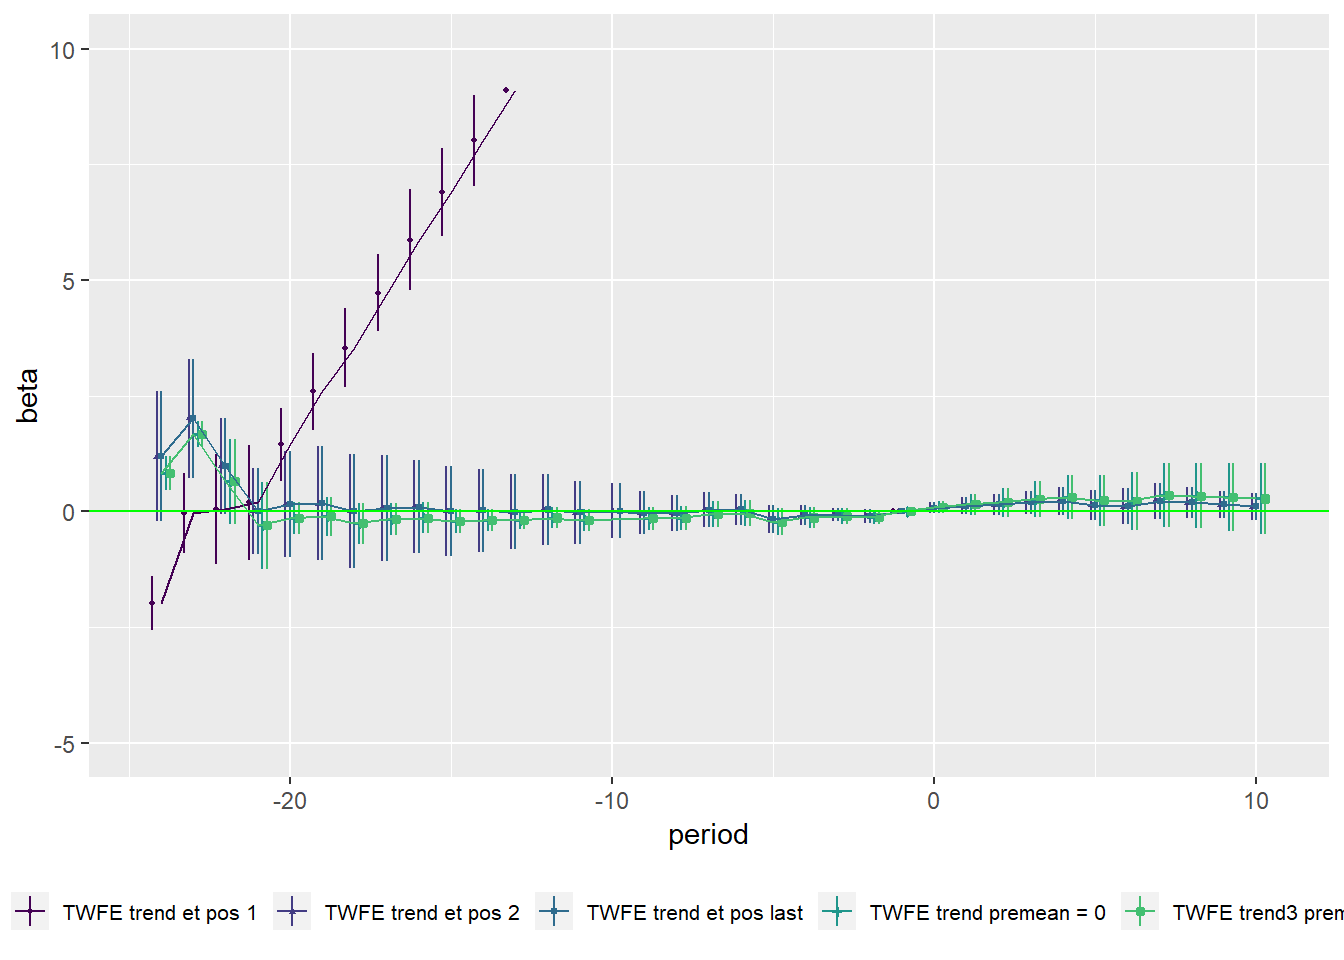 10
5
0
-5
beta
-20
-10
0
10
period
TWFE trend et pos 1
TWFE trend et pos 2
TWFE trend et pos last
TWFE trend premean = 0
TWFE trend3 prem